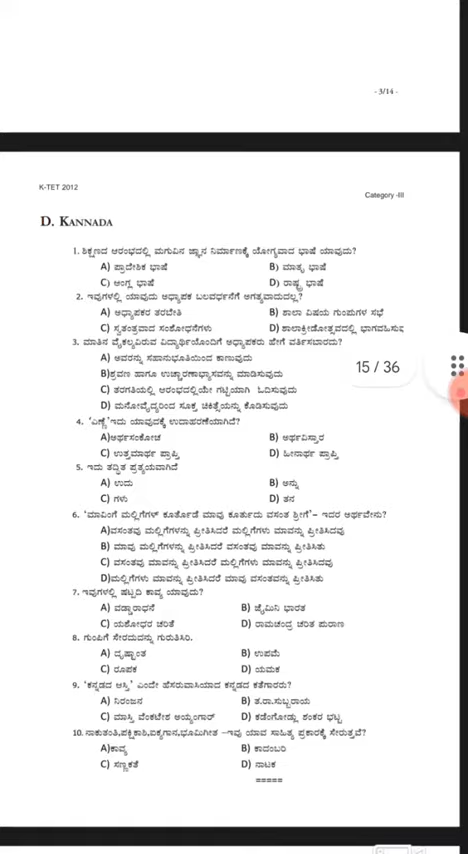 - 3/14 -
K-TET 2012
Category -III
D. KANNADA
1. ಶಿಕ್ಷಣದ ಆರಂಭದಲ್ಲಿ ಮಗುವಿನ ಜ್ಞಾನ ನಿರ್ಮಾಣಕ್ಕೆ ಯೋಗ್ಯವಾದ ಭಾಷೆ ಯಾವುದು?
A) ಪ್ರಾದೇಶಿಕ ಭಾಷೆ B) ಮಾತೃ ಭಾಷೆ
C) ಆಂಗ್ಲ ಭಾಷೆ D) ರಾಷ್ಟ್ರ ಭಾಷೆ
2. ಇವುಗಳಲ್ಲಿ ಯಾವುದು ಅಧ್ಯಾಪಕ ಬಲವರ್ಧನೆಗೆ ಅಗತ್ಯವಾದುದಲ್ಲ?
A) ಅಧ್ಯಾಪಕರ ತರಬೇತಿ B) ಶಾಲಾ ವಿಷಯ ಗುಂಪುಗಳ ಸಭೆ
C) ಸ್ವತಂತ್ರವಾದ ಸಂಶೋಧನೆಗಳು D) ಶಾಲಾಕ್ರೀಡೋತ್ಸವದಲ್ಲಿ ಭಾಗವಹಿಸುವ
3. ಮಾತಿನ ವೈಕಲ್ಯವಿರುವ ವಿದ್ಯಾರ್ಥಿಯೊಂದಿಗೆ ಅಧ್ಯಾಪಕರು ಹೇಗೆ ವರ್ತಿಸಬಾರದು?
A) ಅವರನ್ನು ಸಹಾನುಭೂತಿಯಿಂದ ಕಾಣುವುದು
B)ಶ್ರವಣ ಹಾಗೂ ಉಚ್ಚಾರಣಾಭ್ಯಾಸವನ್ನು ಮಾಡಿಸುವುದು
15 / 36
C) ತರಗತಿಯಲ್ಲಿ ಆರಂಭದಲ್ಲಿಯೇ ಗಟ್ಟಿಯಾಗಿ ಓದಿಸುವುದು
D) ಮನೋವೈದ್ಯರಿಂದ ಸೂಕ್ತ ಚಿಕಿತ್ಸೆಯನ್ನು ಕೊಡಿಸುವುದು
4. 'ಎಣ್ಣೆ' ಇದು ಯಾವುದಕ್ಕೆ ಉದಾಹರಣೆಯಾಗಿದೆ?
A)ಅರ್ಥಸಂಕೋಚ B) ಅರ್ಥವಿಸ್ತಾರ
C) ಉತ್ತಮಾರ್ಥ ಪ್ರಾಪ್ತಿ D) ಹೀನಾರ್ಥ ಪ್ರಾಪ್ತಿ
5. ಇದು ತದ್ಧಿತ ಪ್ರತ್ಯಯವಾಗಿದೆ
A) ಉದು B) ಅನ್ನು
C) ಗಳು D) ತನ
6. 'ಮಾವಿಂಗೆ ಮಲ್ಲಿಗೆಗಳ್ ಕೂರ್ತೊಡೆ ಮಾವು ಕೂರ್ತುದು ವಸಂತ ಶ್ರೀಗೆ'- ಇದರ ಅರ್ಥವೇನು?
A)ವಸಂತವು ಮಲ್ಲಿಗೆಗಳನ್ನು ಪ್ರೀತಿಸಿದರೆ ಮಲ್ಲಿಗೆಗಳು ಮಾವನ್ನು ಪ್ರೀತಿಸಿದವು
B) ಮಾವು ಮಲ್ಲಿಗೆಗಳನ್ನು ಪ್ರೀತಿಸಿದರೆ ವಸಂತವು ಮಾವನ್ನು ಪ್ರೀತಿಸಿತು
C) ವಸಂತವು ಮಾವನ್ನು ಪ್ರೀತಿಸಿದರೆ ಮಲ್ಲಿಗೆಗಳು ಮಾವನ್ನು ಪ್ರೀತಿಸಿದವು
D)ಮಲ್ಲಿಗೆಗಳು ಮಾವನ್ನು ಪ್ರೀತಿಸಿದರೆ ಮಾವು ವಸಂತವನ್ನು ಪ್ರೀತಿಸಿತು
7. ಇವುಗಳಲ್ಲಿ ಷಟ್ಪದಿ ಕಾವ್ಯ ಯಾವುದು?
A) ವಡ್ಡಾರಾಧನೆ B) ಜೈಮಿನಿ ಭಾರತ
C) ಯಶೋಧರ ಚರಿತೆ D) ರಾಮಚಂದ್ರ ಚರಿತ ಪುರಾಣ
8. ಗುಂಪಿಗೆ ಸೇರದುದನ್ನು ಗುರುತಿಸಿರಿ.
A) ದೃಷ್ಟಾಂತ B) ಉಪಮೆ
C) ರೂಪಕ D) ಯಮಕ
9. 'ಕನ್ನಡದ ಆಸ್ತಿ' ಎಂದೇ ಹೆಸರುವಾಸಿಯಾದ ಕನ್ನಡದ ಕತೆಗಾರರು?
A) ನಿರಂಜನ B) ತ.ರಾ.ಸುಬ್ಬರಾಯ
C) ಮಾಸ್ತಿ ವೆಂಕಟೇಶ ಅಯ್ಯಂಗಾರ್ D) ಕಡೆಂಗೋಡ್ಲು ಶಂಕರ ಭಟ್ಟ
10. ನಾಕುತಂತಿ,ಪಕ್ಷಿಕಾಶಿ,ಐಕ್ಯಗಾನ,ಭೂಮಿಗೀತ -ಇವು ಯಾವ ಸಾಹಿತ್ಯ ಪ್ರಕಾರಕ್ಕೆ ಸೇರುತ್ತವೆ?
A)ಕಾವ್ಯ B) ಕಾದಂಬರಿ
C) ಸಣ್ಣಕತೆ D) ನಾಟಕ
=====